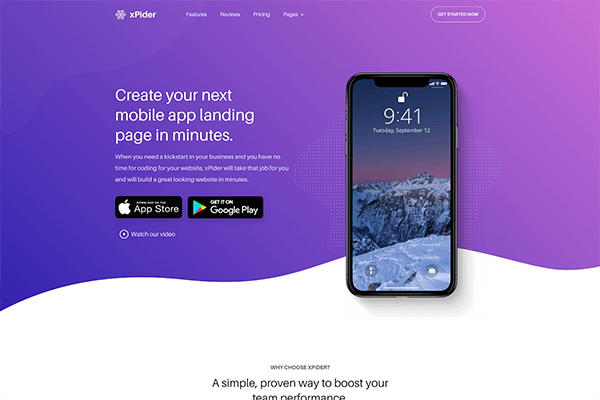 xPider
Features Reviews Pricing Pages
GET STARTED NOW
Create your next
mobile app landing
page in minutes.
When you need a kickstart in your business and you have no
time for coding for your website, xPider will take that job for you
and will build a great looking website in minutes.
Download on the
App Store
GET IT ON
Google Play
Watch our video
9:41
Tuesday, September 12
WHY CHOOSE XPIDER?
A simple, proven way to boost your
team performance